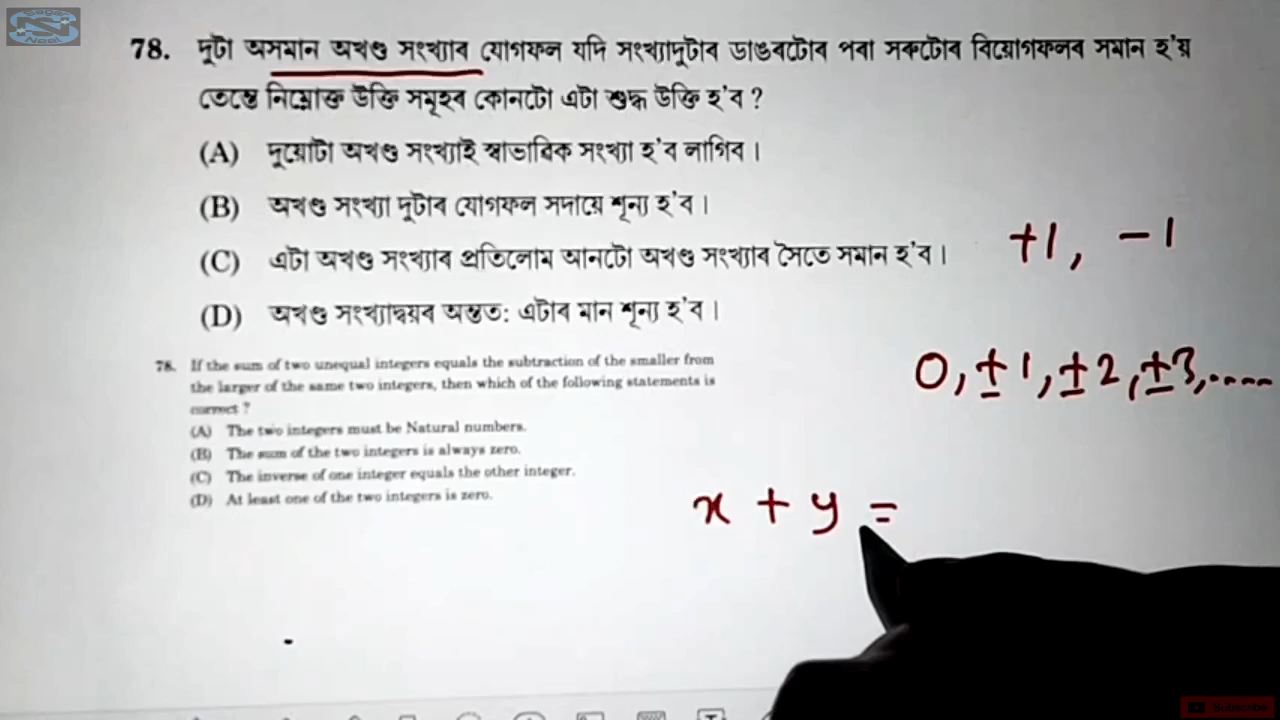 78. দুটা অসমান অখণ্ড সংখ্যাৰ যোগফল যদি সংখ্যাদুটাৰ ডাঙৰটোৰ পৰা সৰুটোৰ বিয়োগফলৰ সমান হ'য়
তেন্তে নিম্নোক্ত উক্তি সমূহৰ কোনটো এটা শুদ্ধ উক্তি হ'ব ?
(A) দুয়োটা অখণ্ড সংখ্যাই স্বাভাৱিক সংখ্যা হ'ব লাগিব ।
(B) অখণ্ড সংখ্যা দুটাৰ যোগফল সদায়ে শূন্য হ'ব ।
(C) এটা অখণ্ড সংখ্যাৰ প্ৰতিলোম আনটো অখণ্ড সংখ্যাৰ সৈতে সমান হ'ব ।
(D) অখণ্ড সংখ্যাদ্বয়ৰ অন্তত: এটাৰ মান শূন্য হ'ব ।
+1, -1
0, ±1, ±2, ±3, .....
78. If the sum of two unequal integers equals the subtraction of the smaller from
the larger of the same two integers, then which of the following statements is
correct ?
(A) The two integers must be Natural numbers.
(B) The sum of the two integers is always zero.
(C) The inverse of one integer equals the other integer.
(D) At least one of the two integers is zero.
x + y =
Subscribe